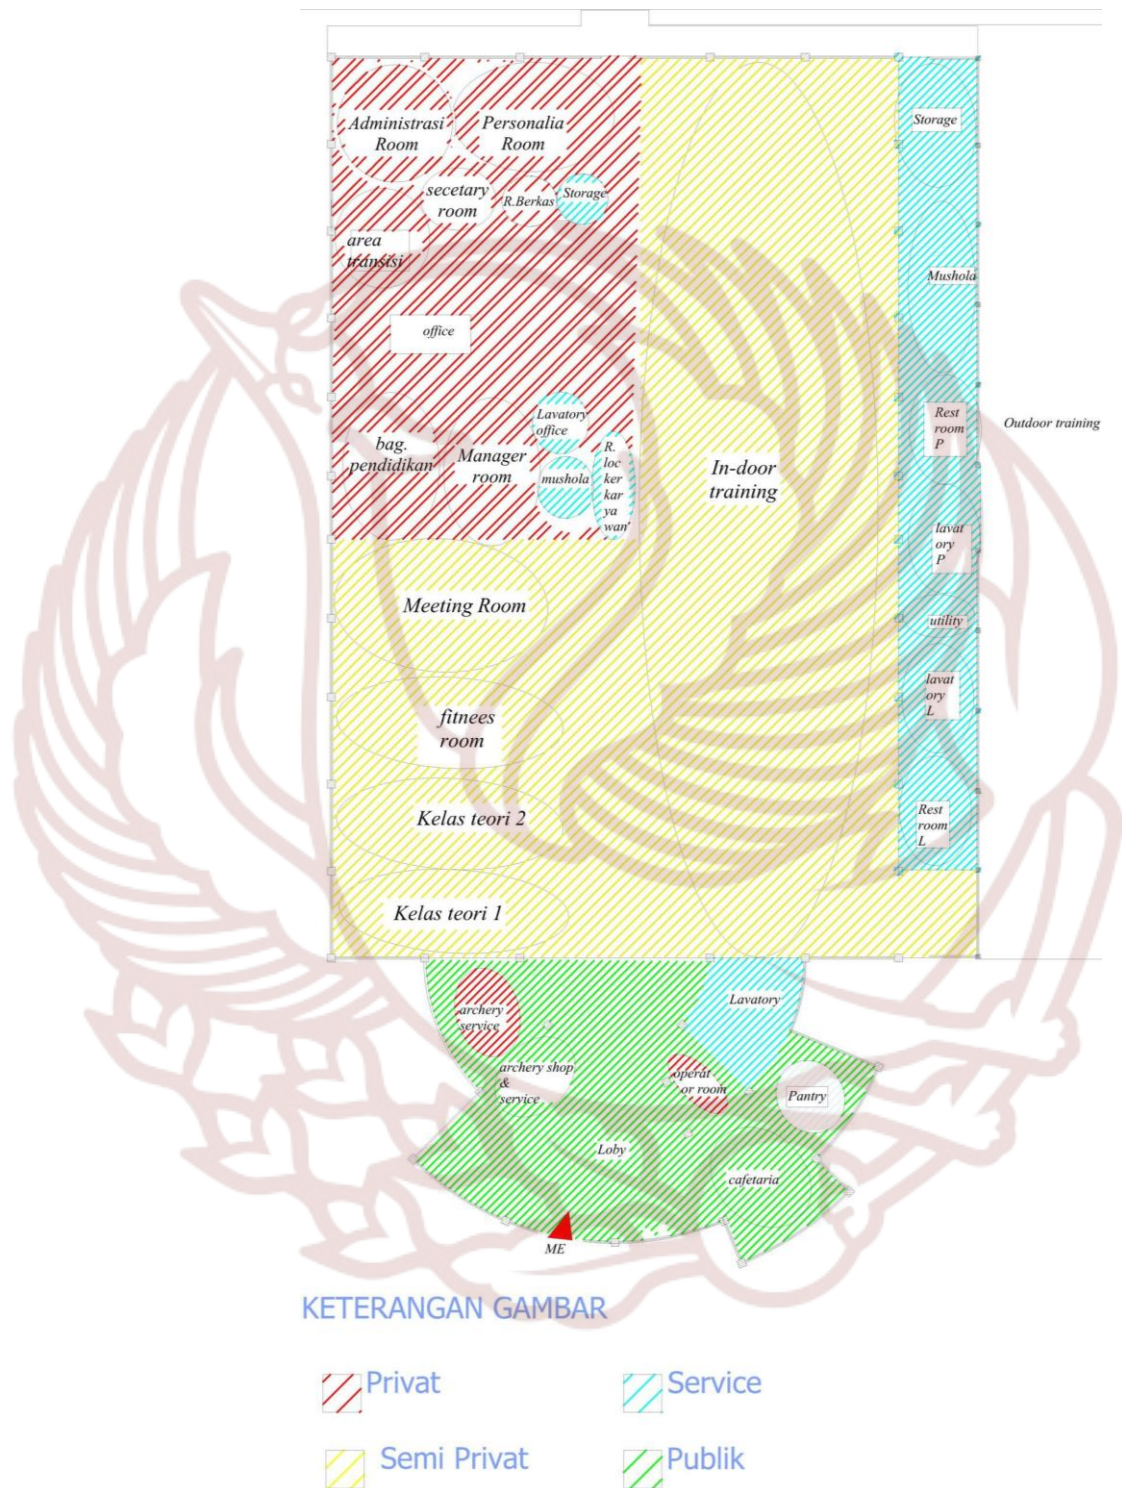 Administrasi
Room
Personalia
Room
Storage
secetary
room
R.Berkas
Storage
area
transisi
Mushola
office
Lavatory
office
Rest
room
P
Outdoor training
bag.
pendidikan
Manager
room
mushola
R.
loc
ker
kar
ya
wan
In-door
training
lavat
ory
P
Meeting Room
utility
lavat
ory
L
fitnees
room
Kelas teori 2
Rest
room
L
Kelas teori 1
archery
service
Lavatory
archery shop
&
service
operat
or room
Pantry
Loby
cafetaria
ME
KETERANGAN GAMBAR
Privat
Service
Semi Privat
Publik